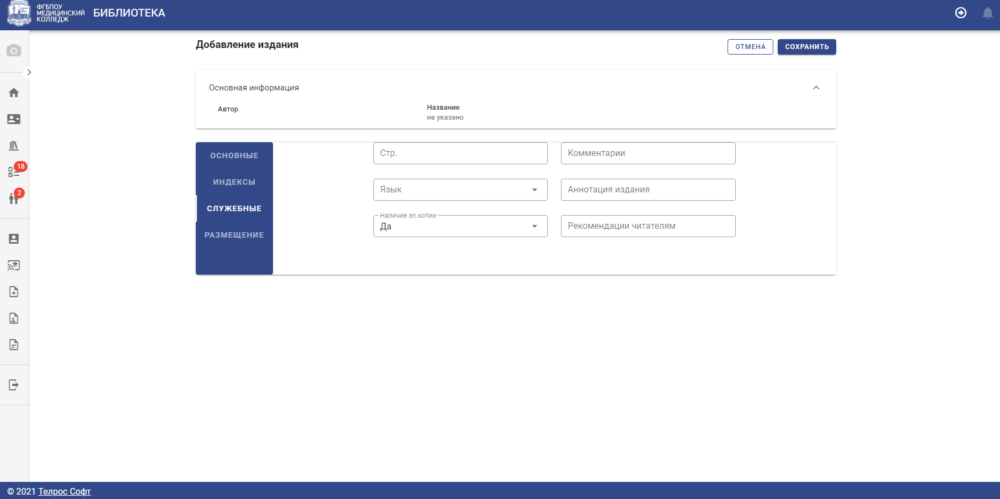 ФГБПОУ
МЕДИЦИНСКИЙ
КОЛЛЕДЖ
БИБЛИОТЕКА
Добавление издания
ОТМЕНА
СОХРАНИТЬ
Основная информация
Автор
Название
не указано
ОСНОВНЫЕ
ИНДЕКСЫ
СЛУЖЕБНЫЕ
РАЗМЕЩЕНИЕ
Стр.
Комментарии
Язык
Аннотация издания
Наличие эл.копии
Да
Рекомендации читателям
18
2
© 2021 Телрос Софт